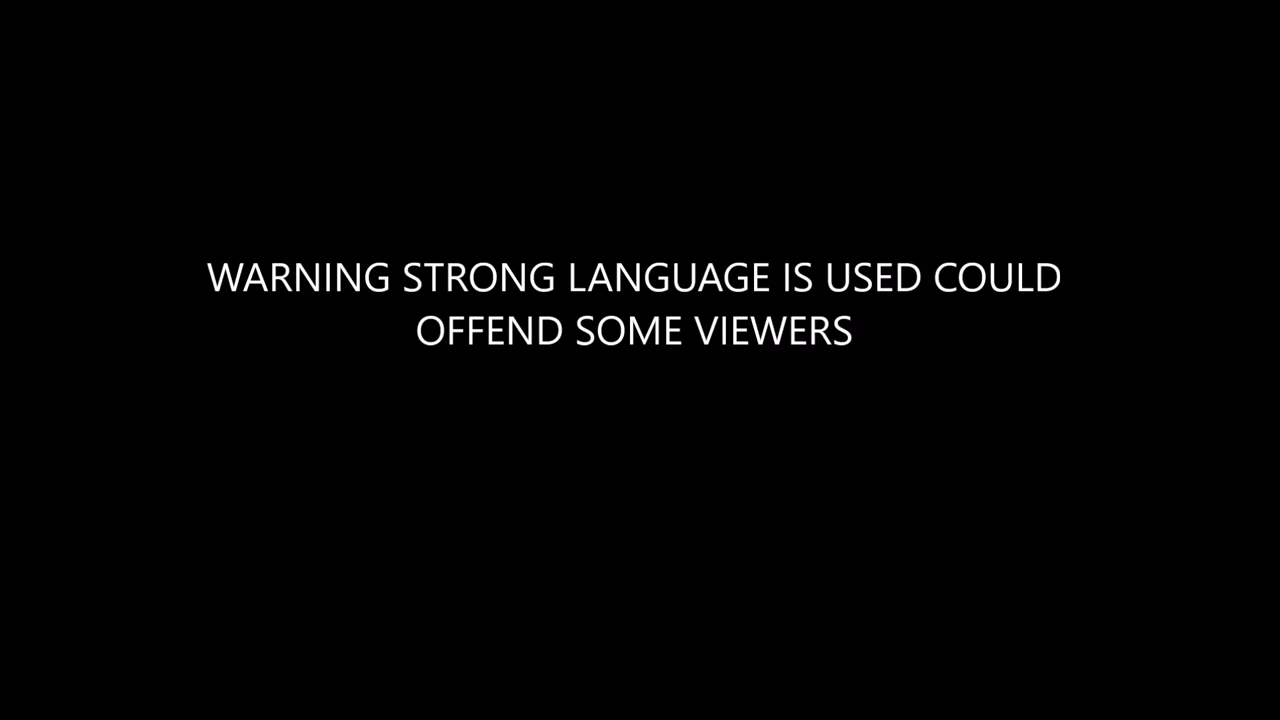 WARNING STRONG LANGUAGE IS USED COULD
OFFEND SOME VIEWERS